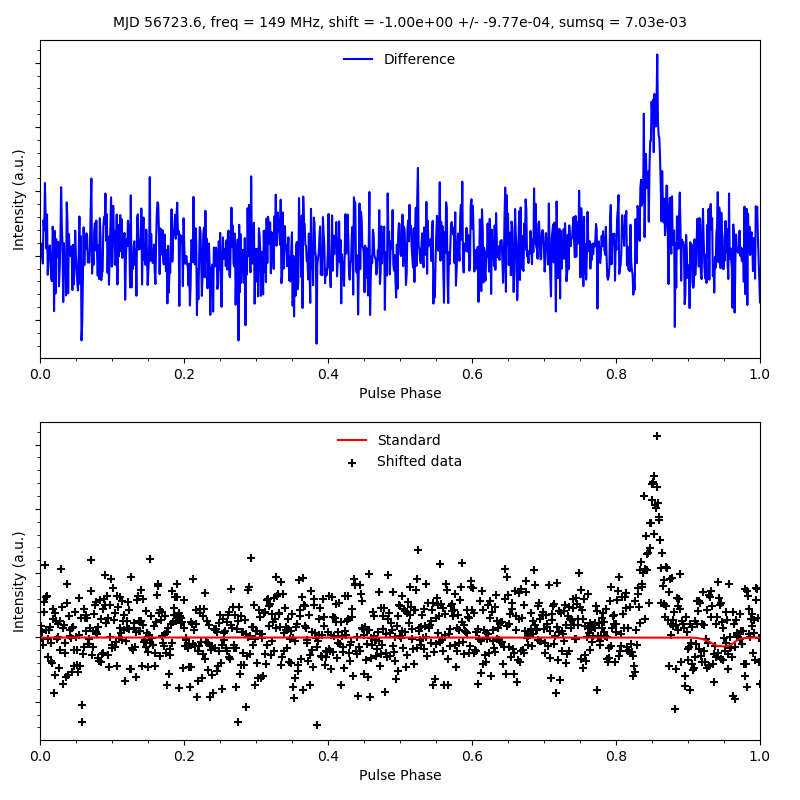 MJD 56723.6, freq = 149 MHz, shift = -1.00e+00 +/- -9.77e-04, sumsq = 7.03e-03
Difference
Intensity (a.u.)
0.0 0.2 0.4 0.6 0.8 1.0
Pulse Phase
Standard
Shifted data
Intensity (a.u.)
0.0 0.2 0.4 0.6 0.8 1.0
Pulse Phase